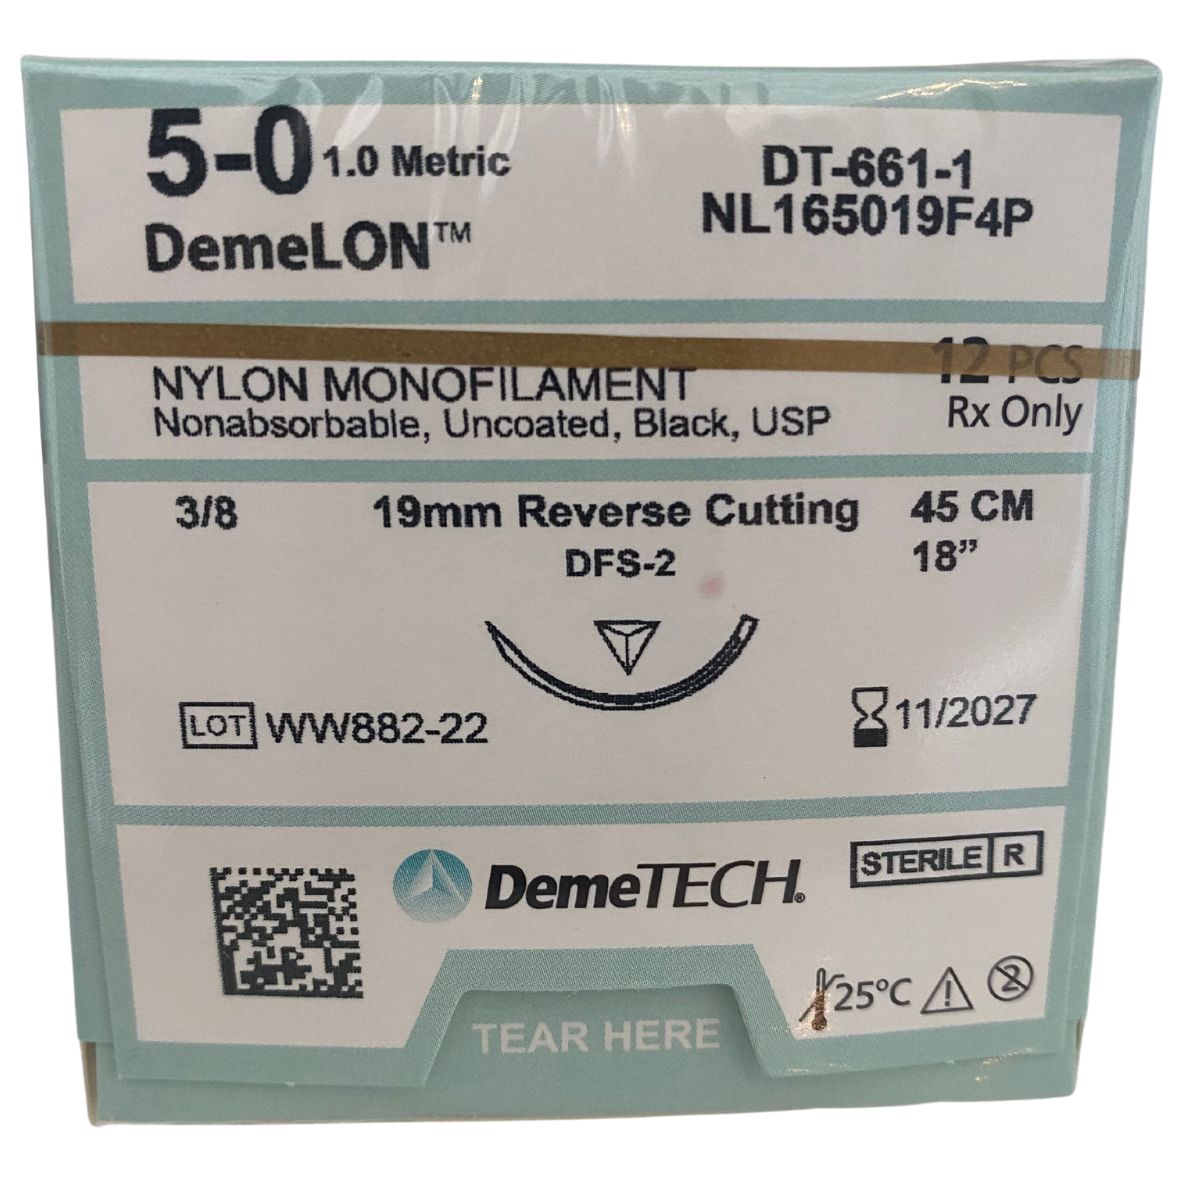 5-0 1.0 Metric
DemeLON™
DT-661-1
NL165019F4P
NYLON MONOFILAMENT
Nonabsorbable, Uncoated, Black, USP
12 PCS
Rx Only
3/8
19mm Reverse Cutting
DFS-2
45 CM
18”
LOT WW882-22
11/2027
DemeTECH®
STERILE R
25°C
2
TEAR HERE